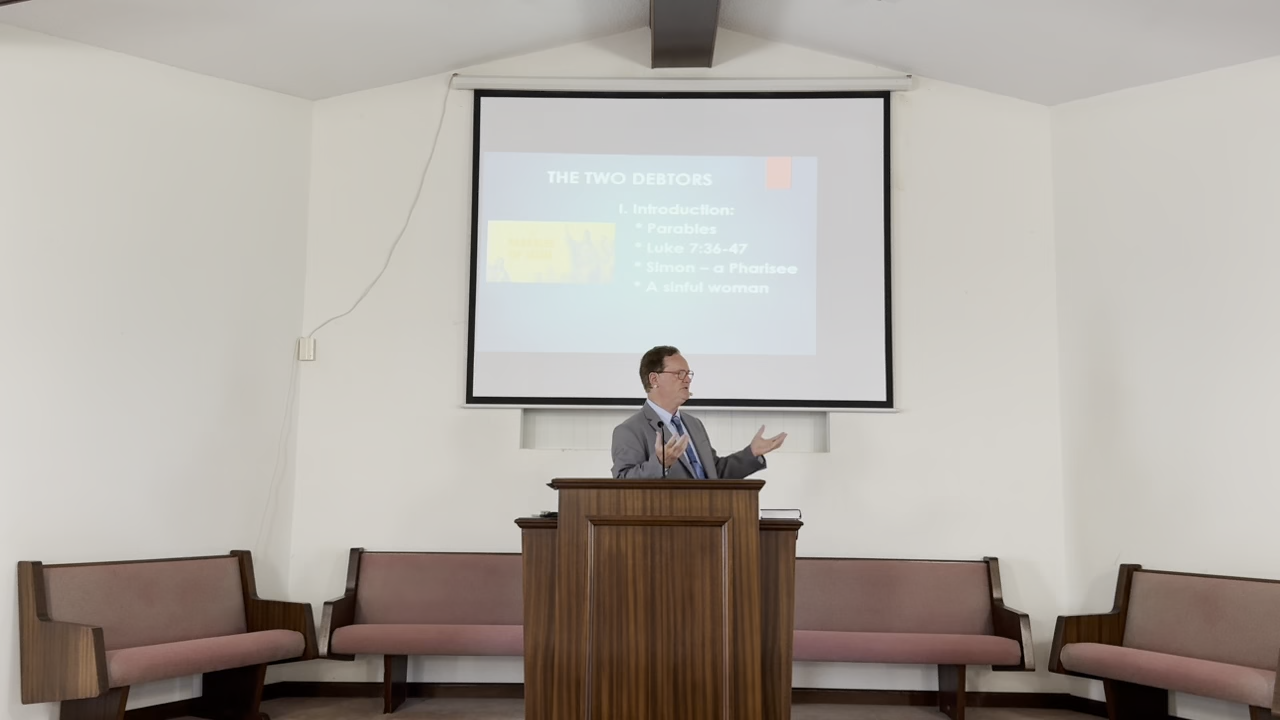 THE TWO DEBTORS
I. Introduction:
* Parables
* Luke 7:36-47
* Simon – a Pharisee
* A sinful woman